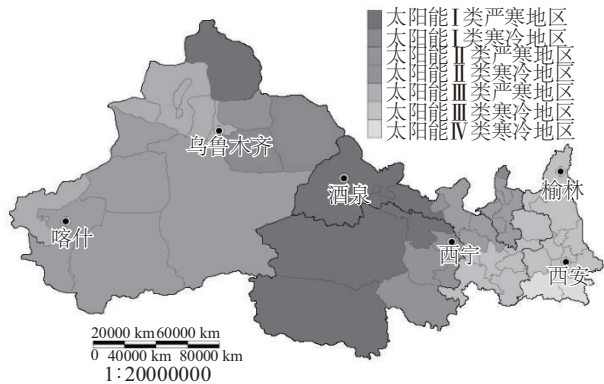 太阳能Ⅰ类严寒地区
太阳能Ⅰ类寒冷地区
太阳能Ⅱ类严寒地区
太阳能Ⅱ类寒冷地区
太阳能Ⅲ类严寒地区
太阳能Ⅲ类寒冷地区
太阳能Ⅳ类寒冷地区
乌鲁木齐
酒泉
榆林
喀什
西宁
西安
20000 km 60000 km
0 40000 km 80000 km
1:20000000